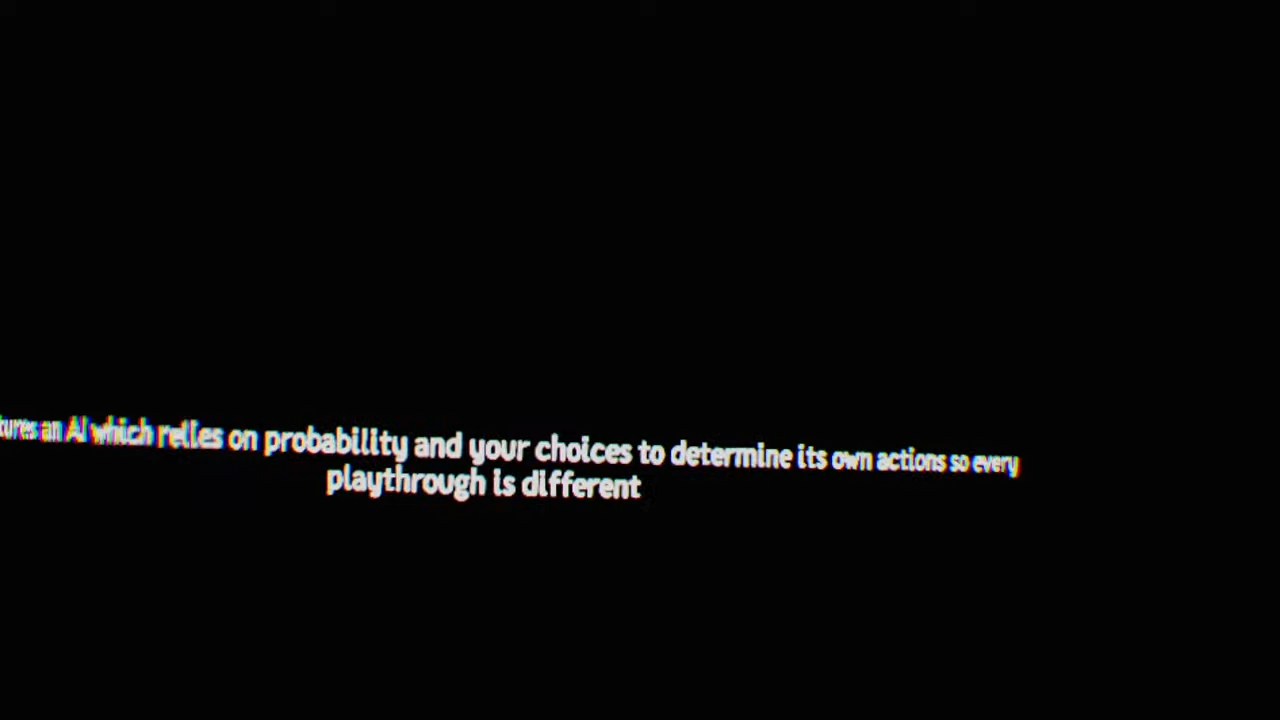 an AI which relies on probability and your choices to determine its own actions so every
playthrough is different